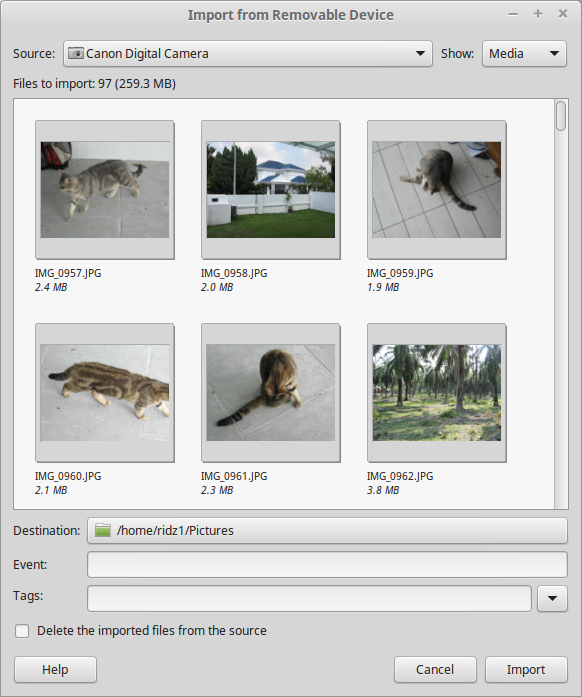 Import from Removable Device
Source: Canon Digital Camera Show: Media
Files to import: 97 (259.3 MB)
IMG_0957.JPG IMG_0958.JPG IMG_0959.JPG
2.4 MB 2.0 MB 1.9 MB
IMG_0960.JPG IMG_0961.JPG IMG_0962.JPG
2.1 MB 2.3 MB 3.8 MB
Destination: /home/ridz1/Pictures
Event:
Tags:
Delete the imported files from the source
Help Cancel Import